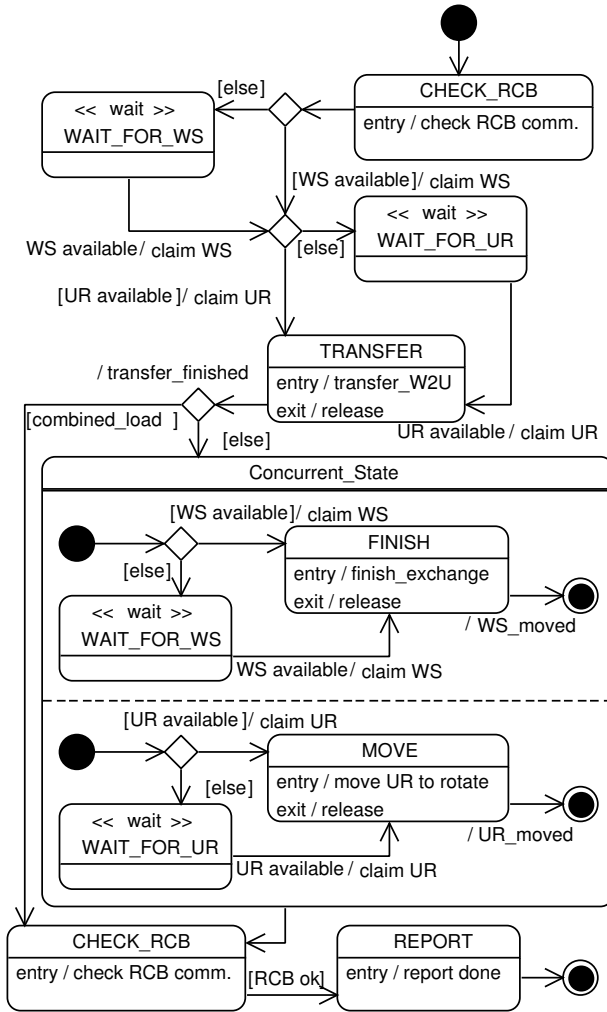 CHECK_RCB
entry / check RCB comm.
[else]
<< wait >>
WAIT_FOR_WS
[WS available]/ claim WS
<< wait >>
WAIT_FOR_UR
WS available/ claim WS
[else]
[UR available]/ claim UR
TRANSFER
entry / transfer_W2U
exit / release
/ transfer_finished
[combined_load ]
UR available/ claim UR
[else]
Concurrent_State
[WS available]/ claim WS
FINISH
entry / finish_exchange
exit / release
[else]
<< wait >>
WAIT_FOR_WS
/ WS_moved
WS available/ claim WS
[UR available]/ claim UR
MOVE
entry / move UR to rotate
exit / release
[else]
<< wait >>
WAIT_FOR_UR
/ UR_moved
UR available / claim UR
CHECK_RCB
entry / check RCB comm.
[RCB ok]
REPORT
entry / report done